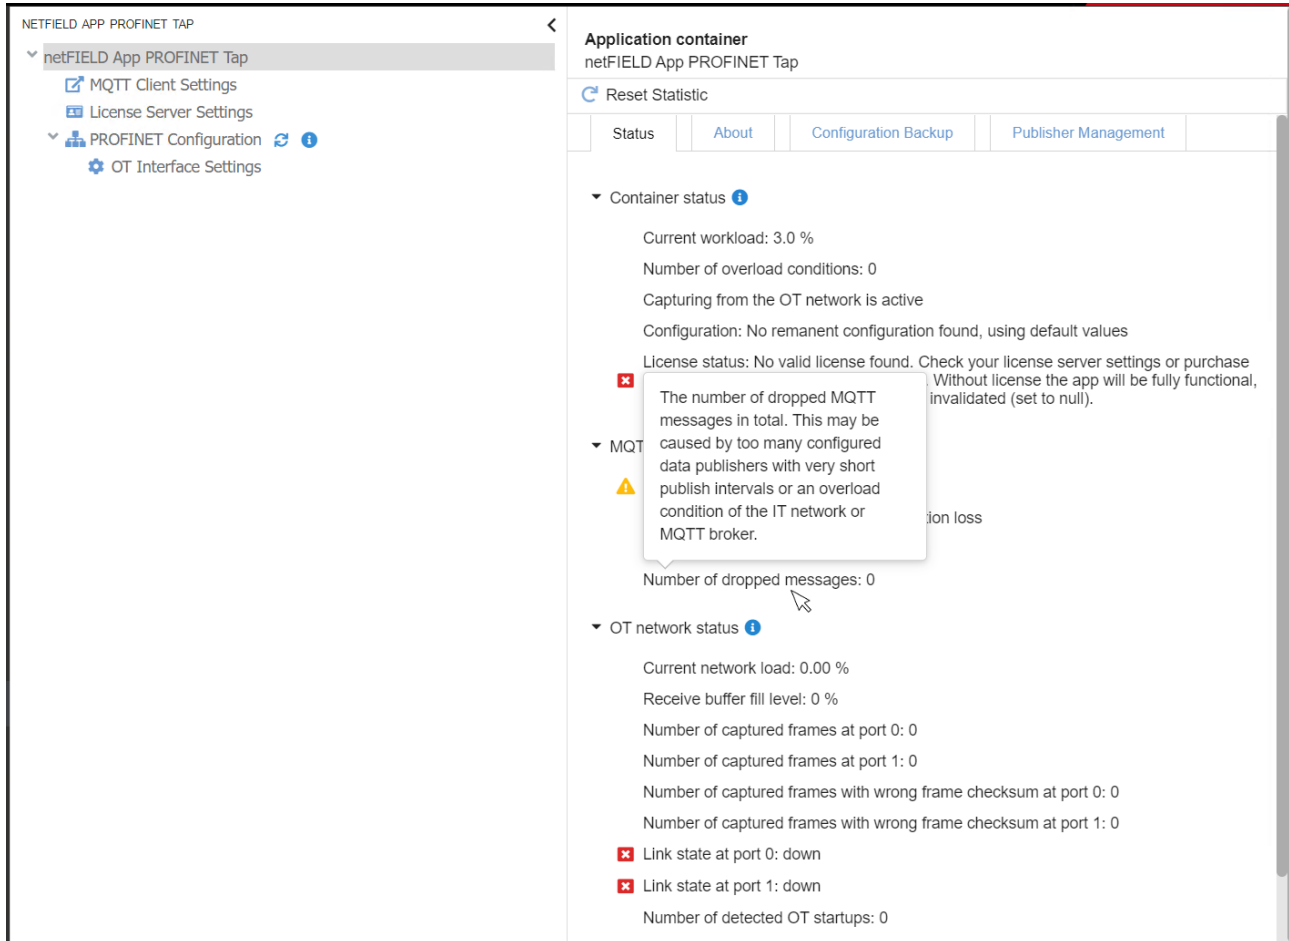 NETFIELD APP PROFINET TAP
netFIELD App PROFINET Tap
MQTT Client Settings
License Server Settings
PROFINET Configuration
OT Interface Settings
Application container
netFIELD App PROFINET Tap
Reset Statistic
Status About Configuration Backup Publisher Management
Container status
Current workload: 3.0 %
Number of overload conditions: 0
Capturing from the OT network is active
Configuration: No remanent configuration found, using default values
License status: No valid license found. Check your license server settings or purchase
Without license the app will be fully functional,
invalidated (set to null).
The number of dropped MQTT
messages in total. This may be
caused by too many configured
data publishers with very short
publish intervals or an overload
condition of the IT network or
MQTT broker.
MQT
loss
Number of dropped messages: 0
OT network status
Current network load: 0.00 %
Receive buffer fill level: 0 %
Number of captured frames at port 0: 0
Number of captured frames at port 1: 0
Number of captured frames with wrong frame checksum at port 0: 0
Number of captured frames with wrong frame checksum at port 1: 0
Link state at port 0: down
Link state at port 1: down
Number of detected OT startups: 0